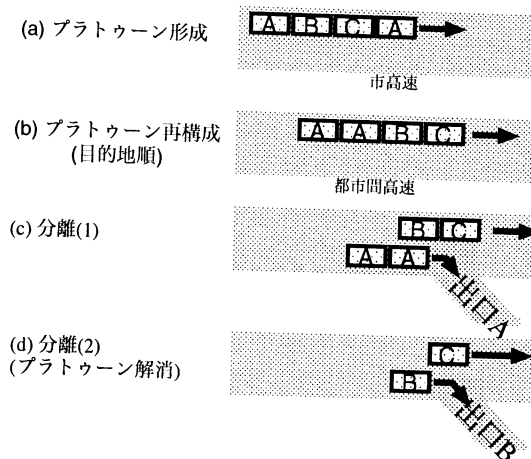 (a) プラトゥーン形成
A B C A
市高速
(b) プラトゥーン再構成
(目的地順)
A A B C
都市間高速
(c) 分離(1)
B C
A A
出口A
(d) 分離(2)
(プラトゥーン解消)
C
B
出口B